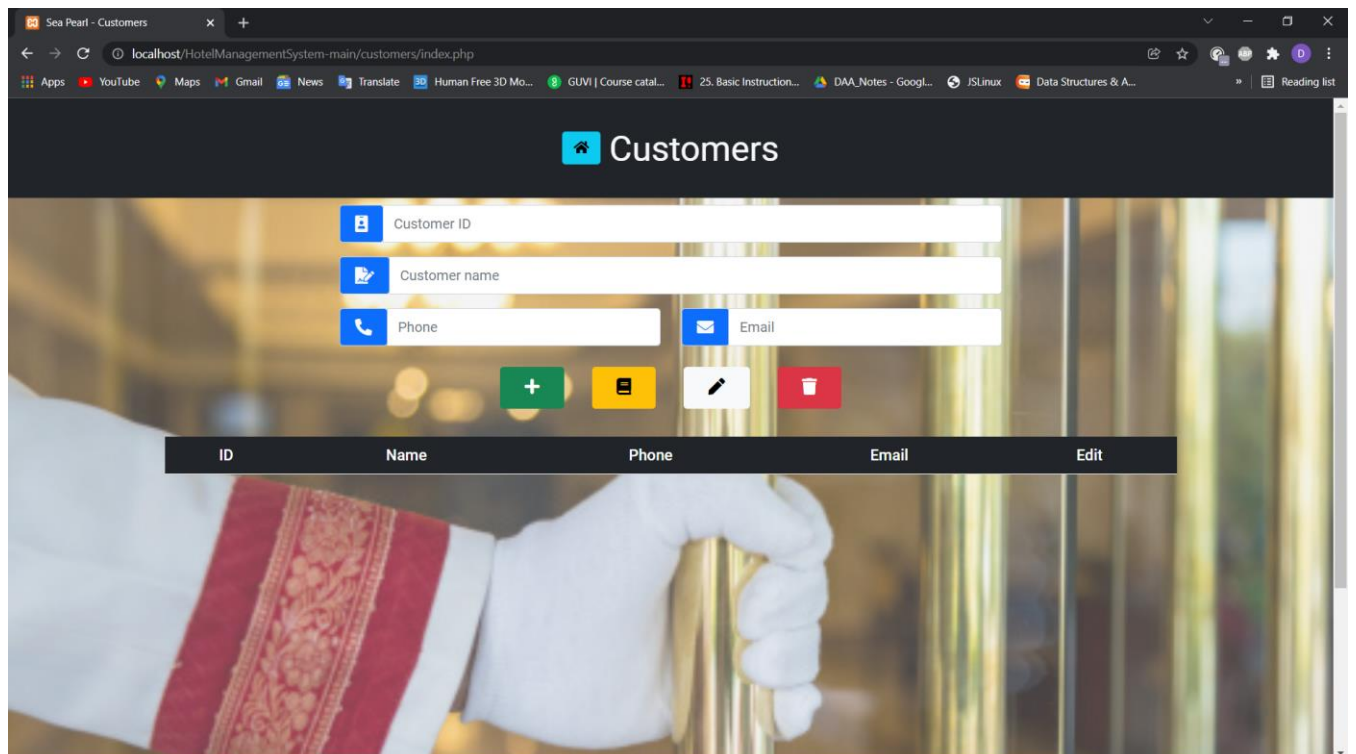 Sea Pearl - Customers
localhost/HotelManagementSystem-main/customers/index.php
D
Apps YouTube Maps Gmail News Translate Human Free 3D Mo... GUVI | Course catal... 25. Basic Instruction... DAA_Notes - Googl... JSLinux Data Structures & A... » Reading list
Customers
Customer ID
Customer name
Phone Email
ID Name Phone Email Edit